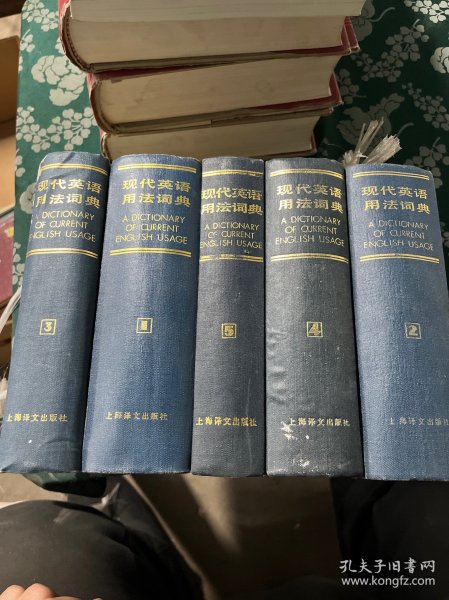 现代英语
用法词典
A DICTIONARY
OF CURRENT
ENGLISH USAGE
3
上海译文出版社
现代英语
用法词典
A DICTIONARY
OF CURRENT
ENGLISH USAGE
1
上海译文出版社
现代英语
用法词典
A DICTIONARY
OF CURRENT
ENGLISH USAGE
5
上海译文出版社
现代英语
用法词典
A DICTIONARY
OF CURRENT
ENGLISH USAGE
4
上海译文出版社
现代英语
用法词典
A DICTIONARY
OF CURRENT
ENGLISH USAGE
2
上海译文出版社
孔夫子旧书网
www.kongfz.com